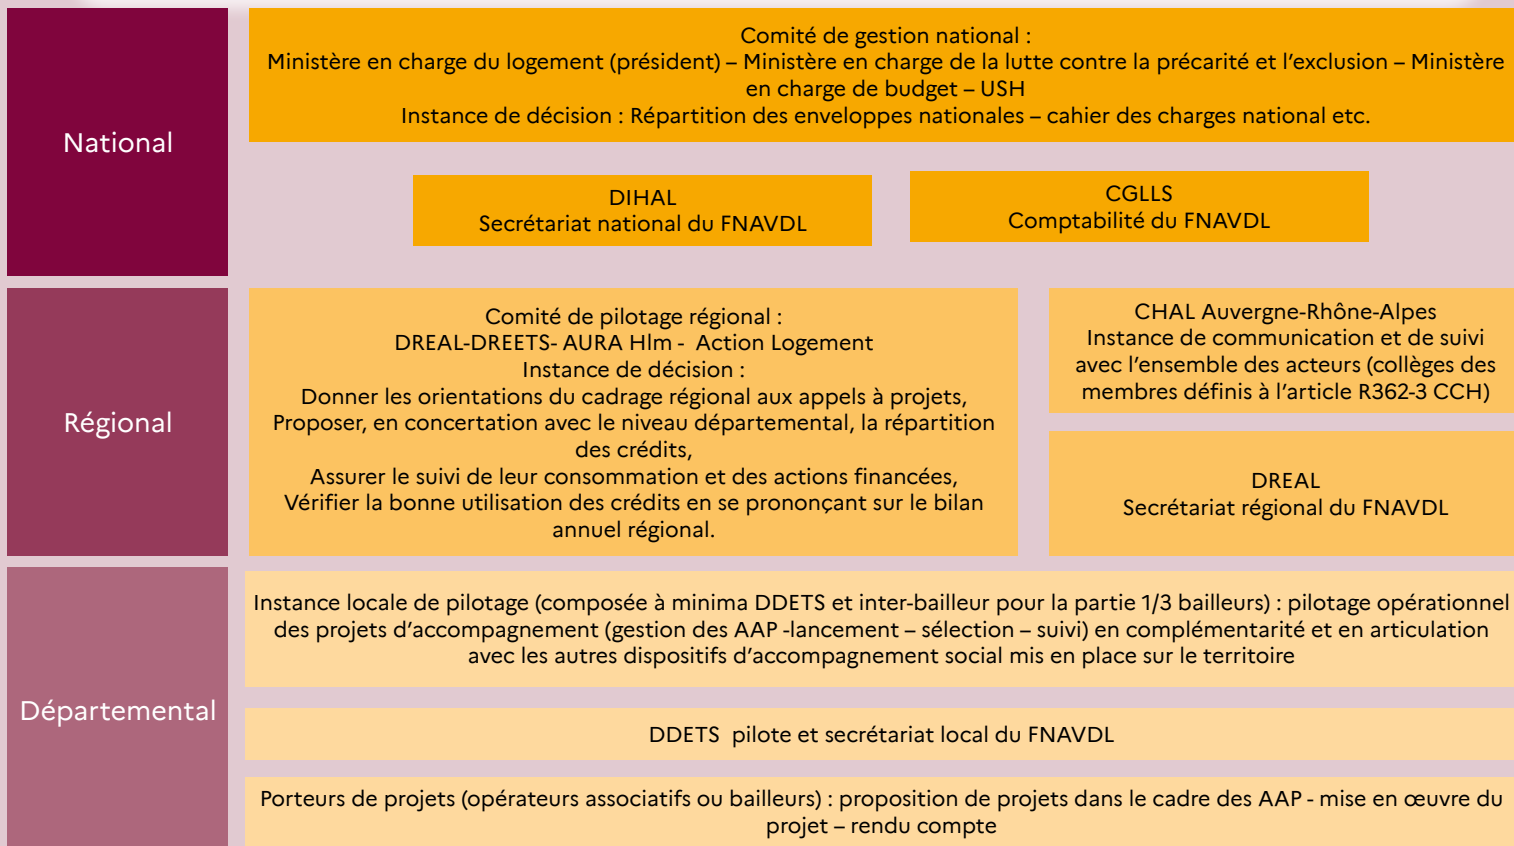 National
Comité de gestion national :
Ministère en charge du logement (président) – Ministère en charge de la lutte contre la précarité et l’exclusion – Ministère
en charge de budget – USH
Instance de décision : Répartition des enveloppes nationales – cahier des charges national etc.
DIHAL
Secrétariat national du FNAVDL
CGLLS
Comptabilité du FNAVDL
Régional
Comité de pilotage régional :
DREAL-DREETS- AURA Hlm - Action Logement
Instance de décision :
Donner les orientations du cadrage régional aux appels à projets,
Proposer, en concertation avec le niveau départemental, la répartition
des crédits,
Assurer le suivi de leur consommation et des actions financées,
Vérifier la bonne utilisation des crédits en se prononçant sur le bilan
annuel régional.
CHAL Auvergne-Rhône-Alpes
Instance de communication et de suivi
avec l’ensemble des acteurs (collèges des
membres définis à l’article R362-3 CCH)
DREAL
Secrétariat régional du FNAVDL
Départemental
Instance locale de pilotage (composée à minima DDETS et inter-bailleur pour la partie 1/3 bailleurs) : pilotage opérationnel
des projets d’accompagnement (gestion des AAP -lancement – sélection – suivi) en complémentarité et en articulation
avec les autres dispositifs d’accompagnement social mis en place sur le territoire
DDETS pilote et secrétariat local du FNAVDL
Porteurs de projets (opérateurs associatifs ou bailleurs) : proposition de projets dans le cadre des AAP - mise en œuvre du
projet – rendu compte